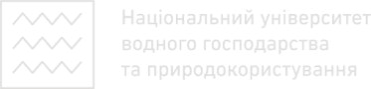 Національний університет
водного господарства
та природокористування